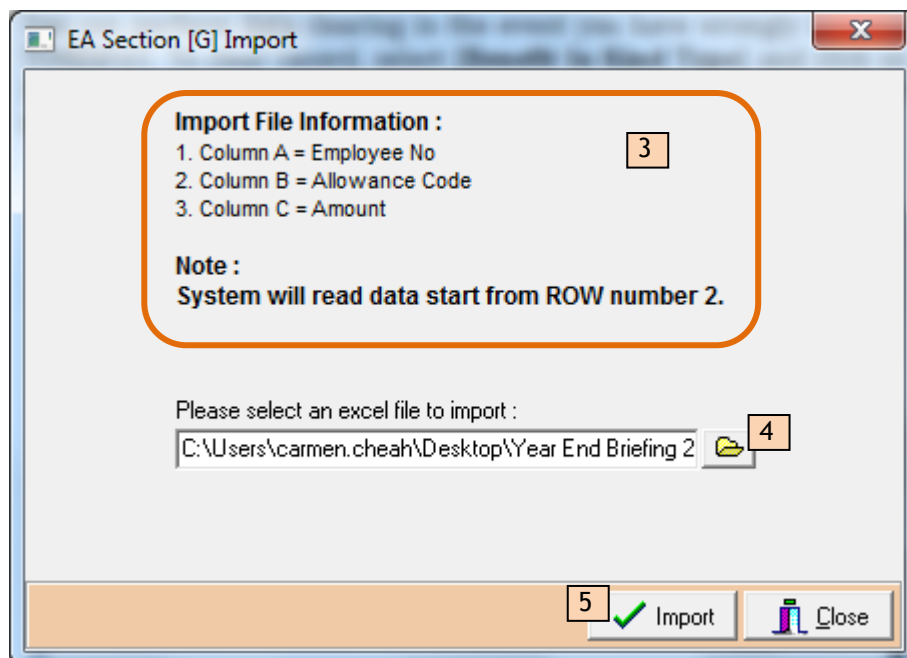 EA Section [G] Import
Import File Information :
3
1. Column A = Employee No
2. Column B = Allowance Code
3. Column C = Amount
Note :
System will read data start from ROW number 2.
Please select an excel file to import :
C:\Users\carmen.cheah\Desktop\Year End Briefing 2
4
5
Import
Close